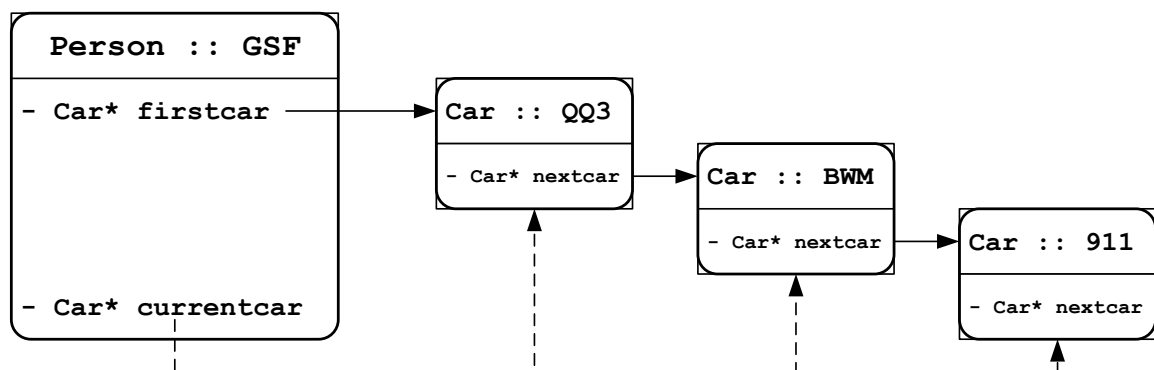 Person :: GSF
- Car* firstcar
- Car* currentcar
Car :: QQ3
- Car* nextcar
Car :: BWM
- Car* nextcar
Car :: 911
- Car* nextcar